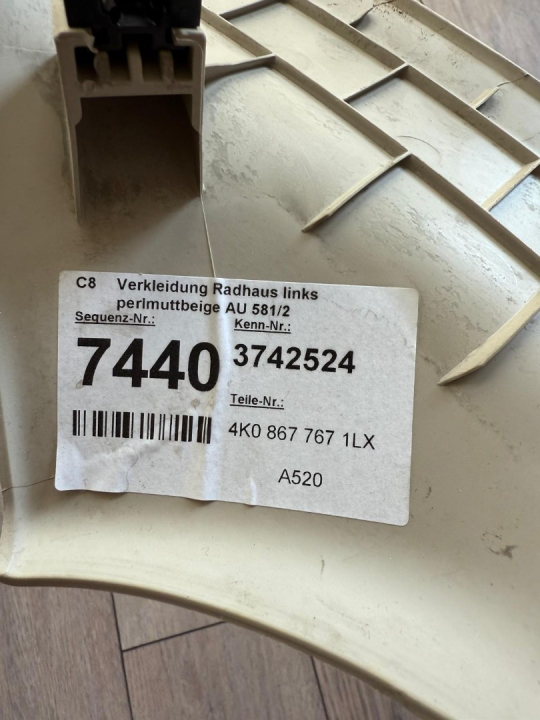 C8 Verkleidung Radhaus links
perlmuttbeige AU 581/2
Sequenz-Nr.: Kenn-Nr.:
7440 3742524
Teile-Nr.:
4K0 867 767 1LX
A520